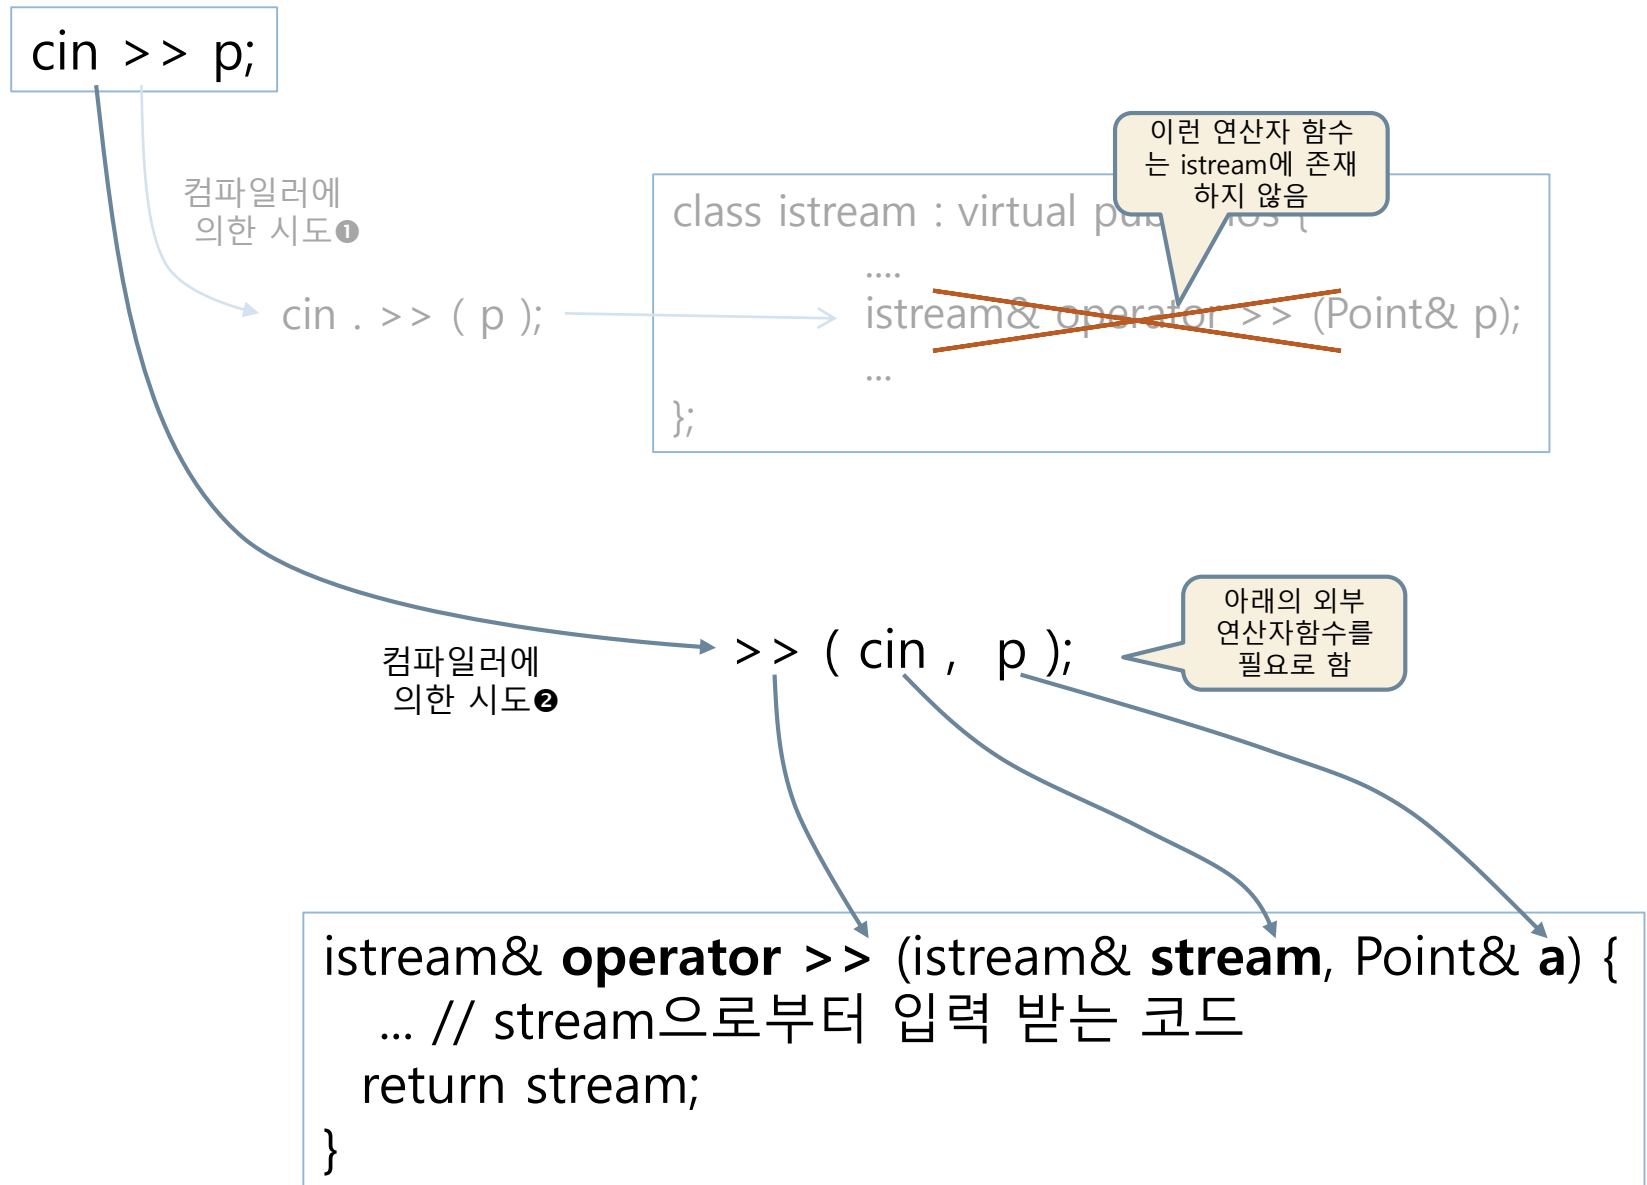 cin >> p;
이런 연산자 함수
는 istream에 존재
하지 않음
컴파일러에
의한 시도❶
class istream : virtual pub ios {
....
cin . >> ( p );
istream& operator >> (Point& p);
...
};
아래의 외부
연산자함수를
필요로 함
>> ( cin , p );
컴파일러에
의한 시도❷
istream& operator >> (istream& stream, Point& a) {
... // stream으로부터 입력 받는 코드
return stream;
}